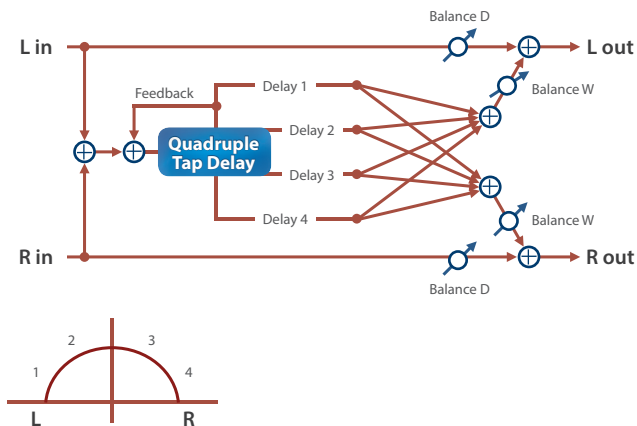 Balance D
L in
L out
Feedback
Delay 1
Balance W
Quadruple
Tap Delay
Delay 2
Delay 3
Delay 4
Balance W
R in
R out
Balance D
2
3
1
4
L
R